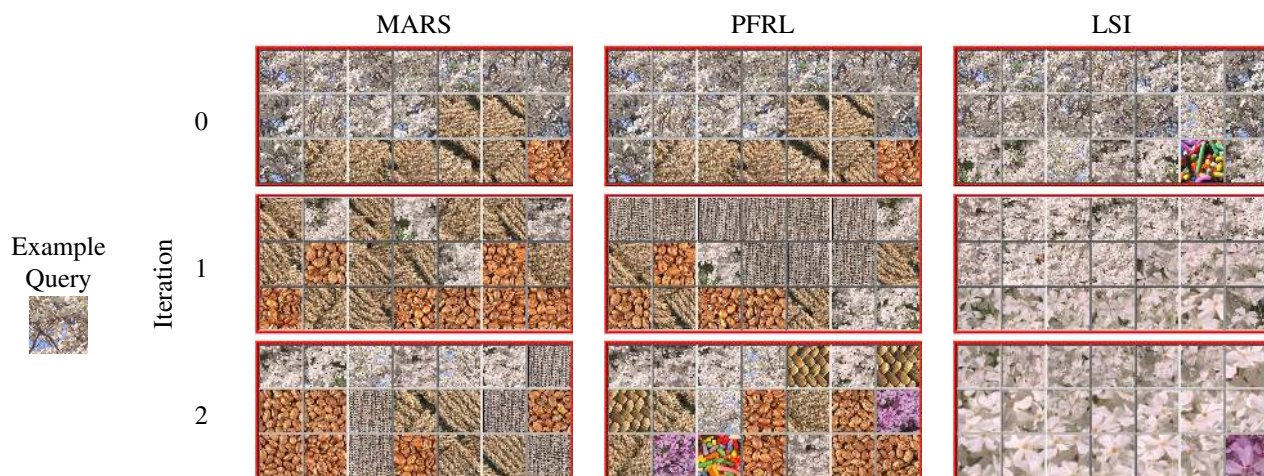 MARS
PFRL
LSI
0
Example
Query
Iteration
1
2